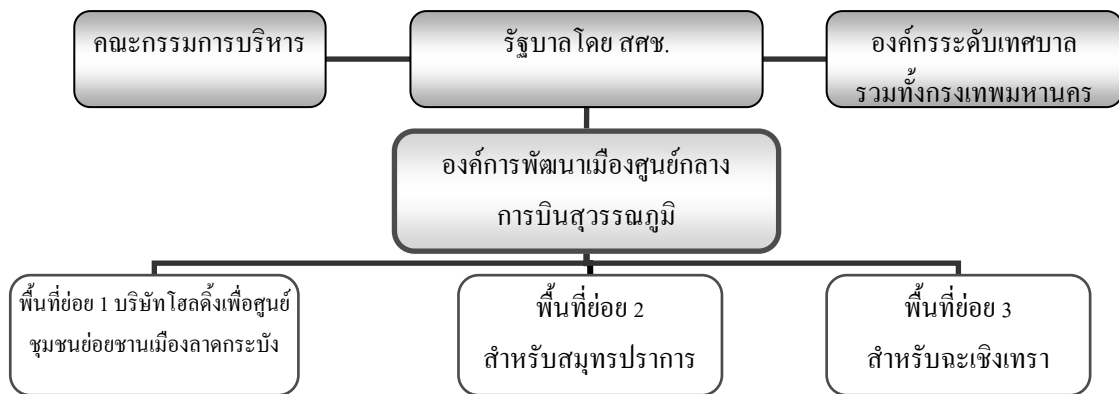 คณะกรรมการบริหาร
รัฐบาลโดย สศช.
องค์กรระดับเทศบาล
รวมทั้งกรุงเทพมหานคร
องค์การพัฒนาเมืองศูนย์กลาง
การบินสุวรรณภูมิ
พื้นที่ย่อย 1 บริษัทโฮลดิ้งเพื่อศูนย์
ชุมชนย่อยชานเมืองลาดกระบัง
พื้นที่ย่อย 2
สำหรับสมุทรปราการ
พื้นที่ย่อย 3
สำหรับฉะเชิงเทรา